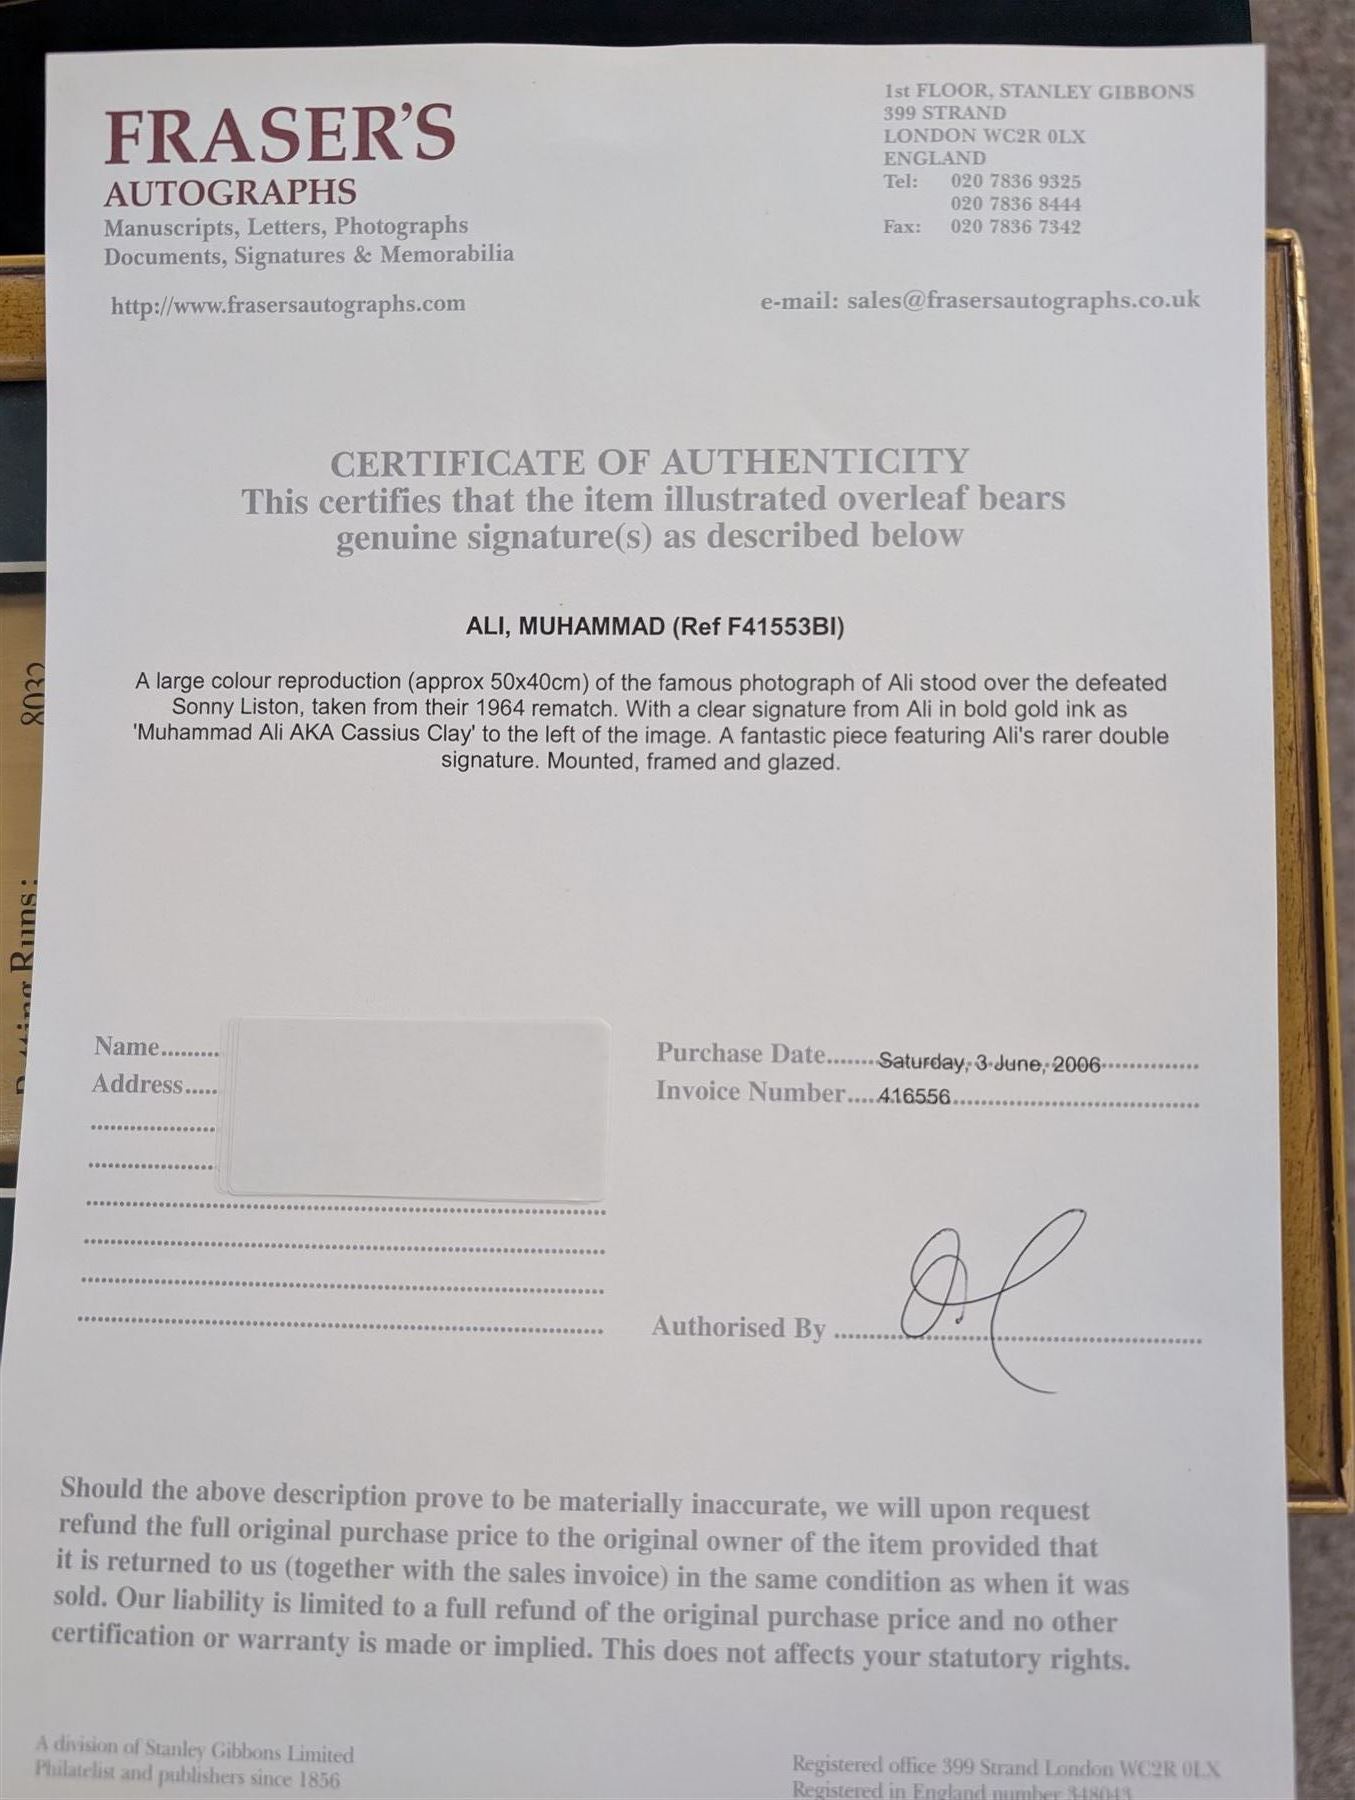 FRASER'S
AUTOGRAPHS
Manuscripts, Letters, Photographs
Documents, Signatures & Memorabilia
http://www.frasersautographs.com
1st FLOOR, STANLEY GIBBONS
399 STRAND
LONDON WC2R 0LX
ENGLAND
Tel: 020 7836 9325
020 7836 8444
Fax: 020 7836 7342
e-mail: sales@frasersautographs.co.uk
CERTIFICATE OF AUTHENTICITY
This certifies that the item illustrated overleaf bears
genuine signature(s) as described below
ALI, MUHAMMAD (Ref F41553BI)
A large colour reproduction (approx 50x40cm) of the famous photograph of Ali stood over the defeated
Sonny Liston, taken from their 1964 rematch. With a clear signature from Ali in bold gold ink as
'Muhammad Ali AKA Cassius Clay' to the left of the image. A fantastic piece featuring Ali's rarer double
signature. Mounted, framed and glazed.
Name.........
Address.....
Purchase Date.......Saturday, 3 June, 2006
Invoice Number....416556
Authorised By
Should the above description prove to be materially inaccurate, we will upon request
refund the full original purchase price to the original owner of the item provided that
it is returned to us (together with the sales invoice) in the same condition as when it was
sold. Our liability is limited to a full refund of the original purchase price and no other
certification or warranty is made or implied. This does not affects your statutory rights.
A division of Stanley Gibbons Limited
Philatelist and publishers since 1856
Registered office 399 Strand London WC2R 0LX
Registered in England number 348043
Runs:
8032